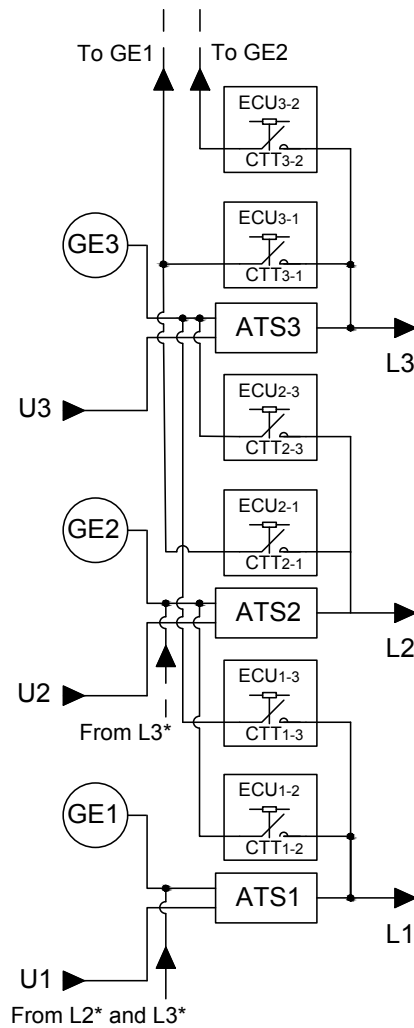 To GE1
To GE2
ECU3-2
CTT3-2
ECU3-1
GE3
CTT3-1
ATS3
L3
U3
ECU2-3
CTT2-3
ECU2-1
GE2
CTT2-1
ATS2
L2
U2
ECU1-3
From L3*
CTT1-3
ECU1-2
GE1
CTT1-2
ATS1
L1
U1
From L2* and L3*